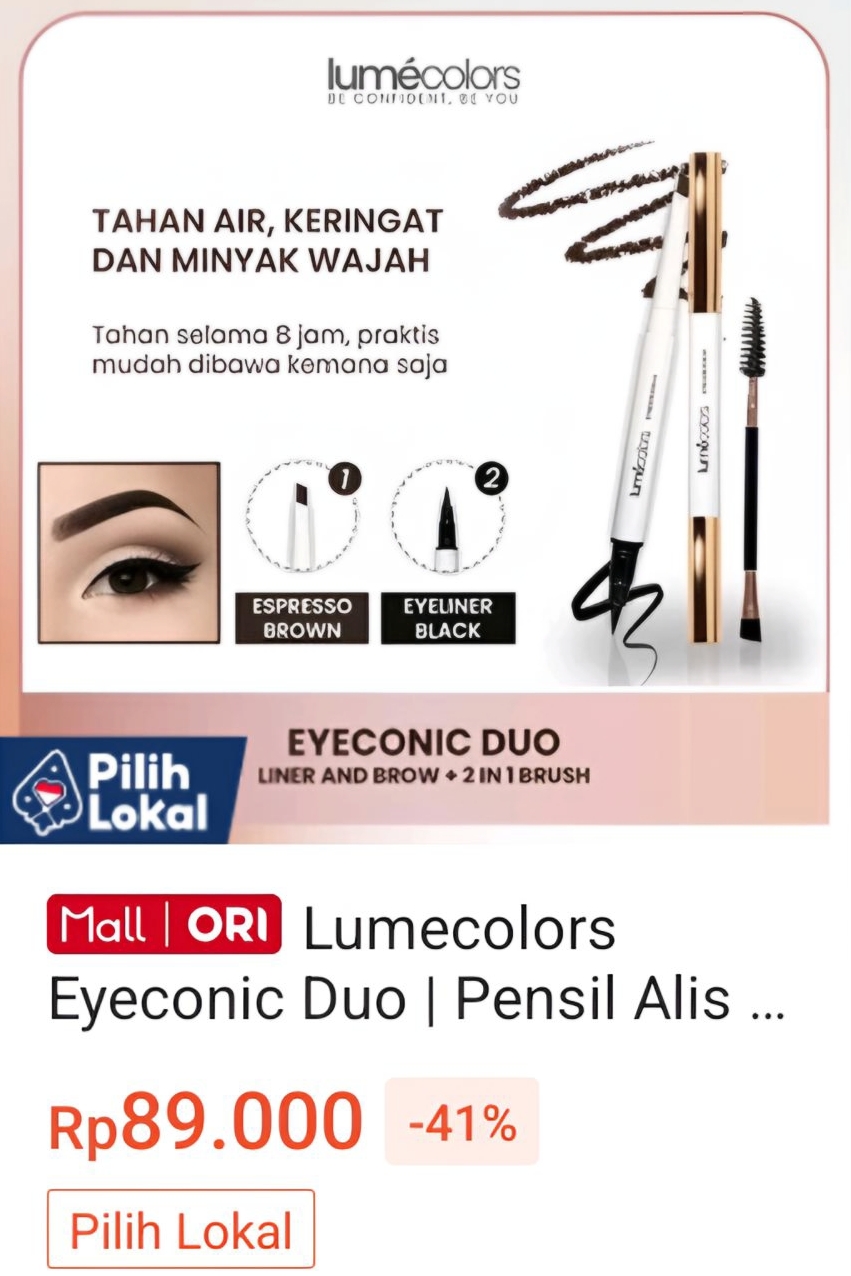 lumécolors
BE CONFIDENT, BE YOU
TAHAN AIR, KERINGAT
DAN MINYAK WAJAH
Tahan selama 8 jam, praktis
mudah dibawa kemana saja
1
2
ESPRESSO
BROWN
EYELINER
BLACK
lumécolors
lumécolors
EYECONIC DUO
LINER AND BROW + 2 IN 1 BRUSH
Pilih
Lokal
Mall | ORI Lumecolors
Eyeconic Duo | Pensil Alis ...
Rp89.000 -41%
Pilih Lokal